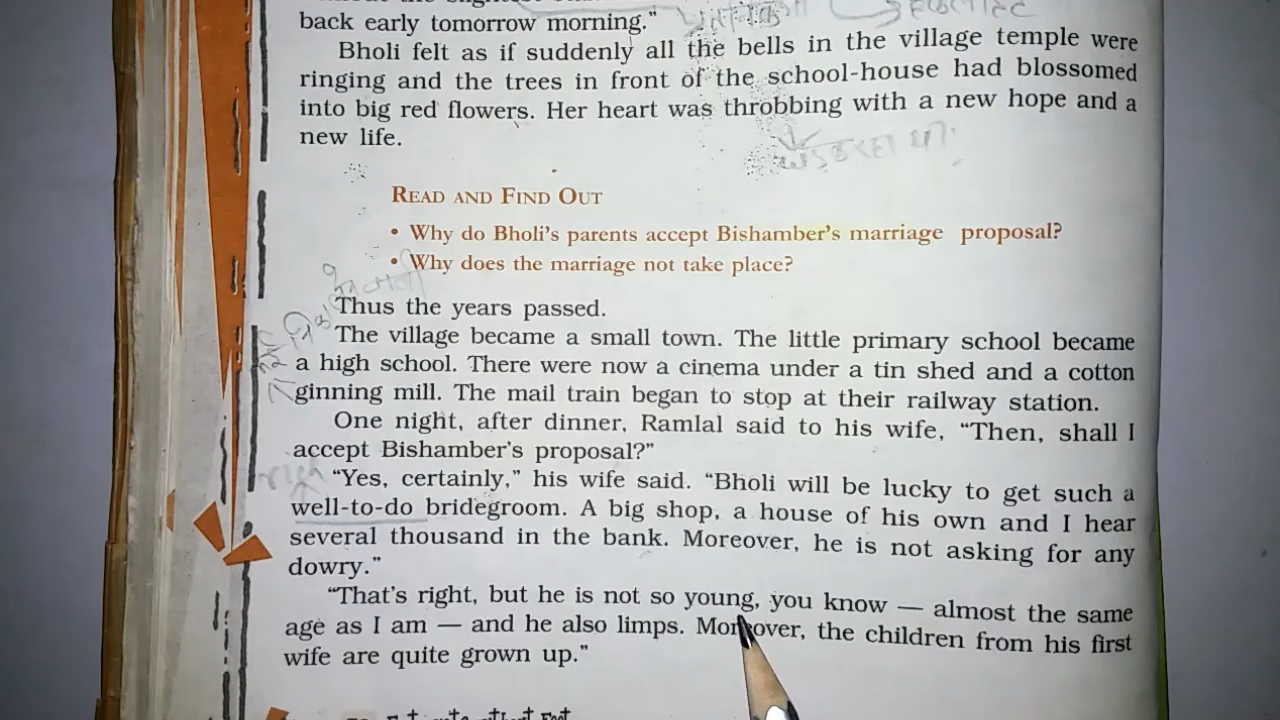 back early tomorrow morning."
Bholi felt as if suddenly all the bells in the village temple were
ringing and the trees in front of the school-house had blossomed
into big red flowers. Her heart was throbbing with a new hope and a
new life.
READ AND FIND OUT
• Why do Bholi's parents accept Bishamber's marriage proposal?
• Why does the marriage not take place?
Thus the years passed.
The village became a small town. The little primary school became
a high school. There were now a cinema under a tin shed and a cotton
ginning mill. The mail train began to stop at their railway station.
One night, after dinner, Ramlal said to his wife, "Then, shall I
accept Bishamber's proposal?"
"Yes, certainly," his wife said. "Bholi will be lucky to get such a
well-to-do bridegroom. A big shop, a house of his own and I hear
several thousand in the bank. Moreover, he is not asking for any
dowry."
"That's right, but he is not so young, you know — almost the same
age as I am — and he also limps. Moreover, the children from his first
wife are quite grown up."